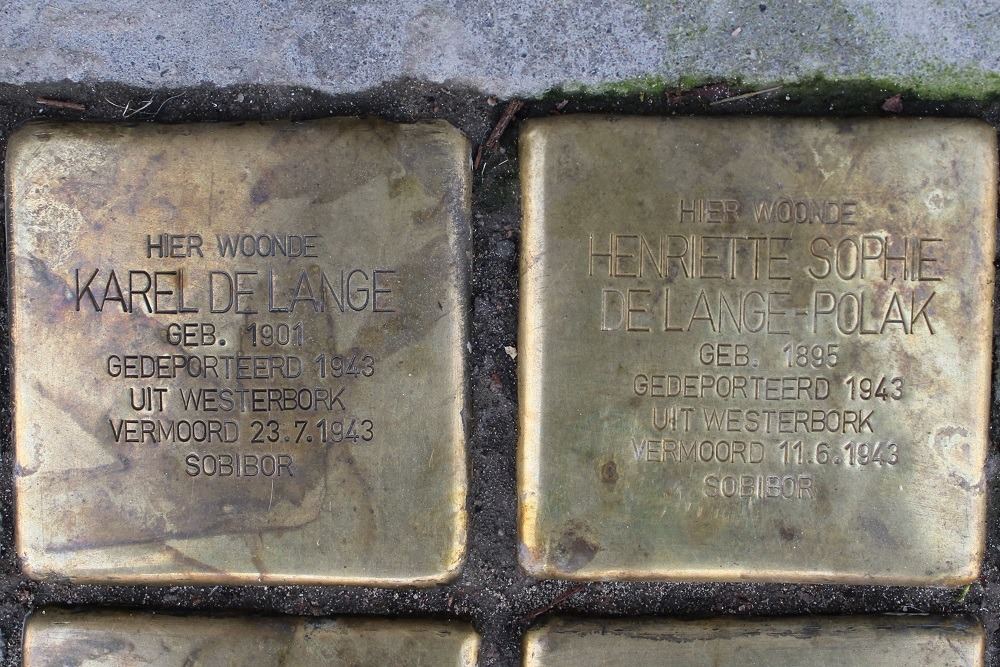 HIER WOONDE
KAREL DE LANGE
GEB. 1901
GEDEPORTEERD 1943
UIT WESTERBORK
VERMOORD 23.7.1943
SOBIBOR
HIER WOONDE
HENRIETTE SOPHIE
DE LANGE-POLAK
GEB. 1895
GEDEPORTEERD 1943
UIT WESTERBORK
VERMOORD 11.6.1943
SOBIBOR